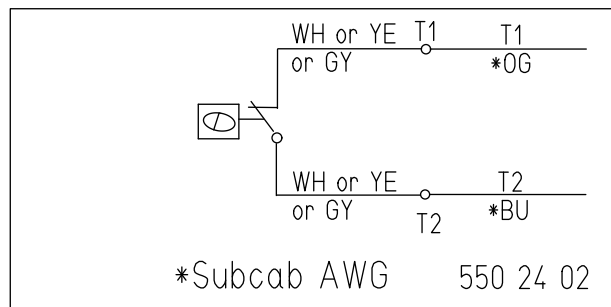 WH or YE T1 T1
or GY *OG
WH or YE T2
or GY *BU
T2
*Subcab AWG 550 24 02